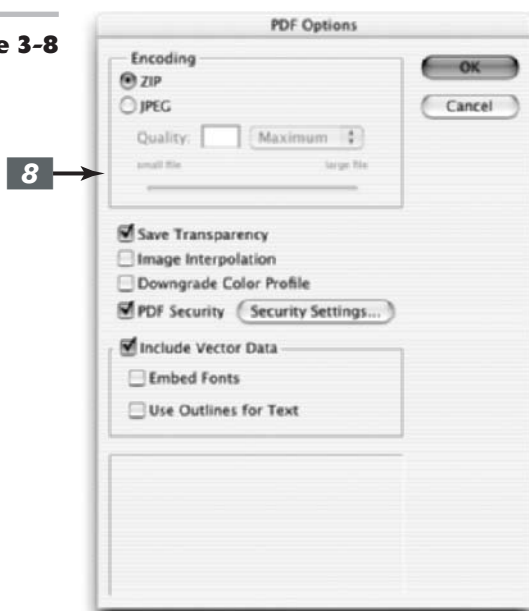 PDF Options
e 3-8
Encoding
ZIP
JPEG
Quality: Maximum
small file large file
8
OK
Cancel
Save Transparency
Image Interpolation
Downgrade Color Profile
PDF Security Security Settings...
Include Vector Data
Embed Fonts
Use Outlines for Text